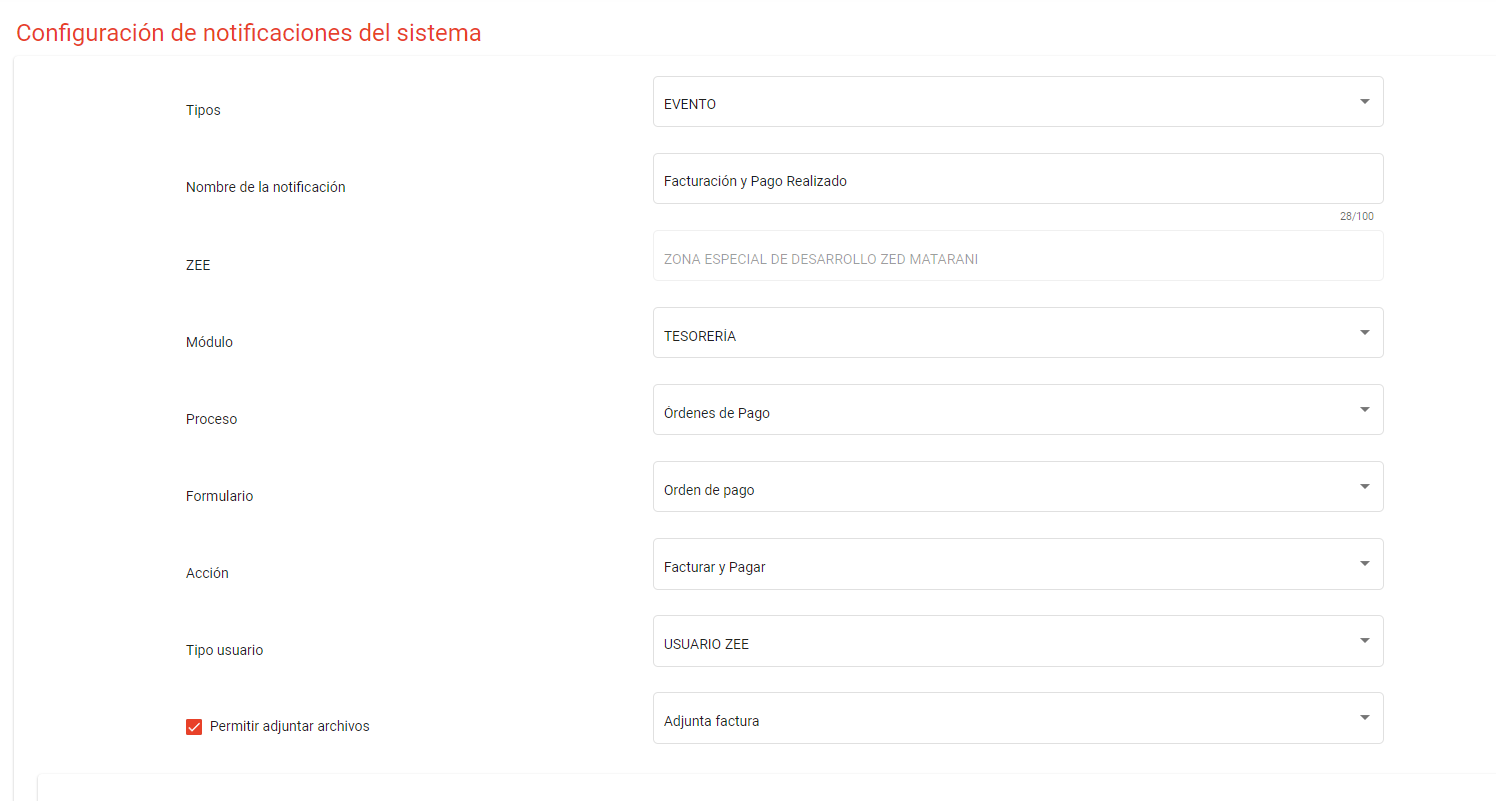 Configuración de notificaciones del sistema
Tipos
EVENTO
Nombre de la notificación
Facturación y Pago Realizado
28/100
ZEE
ZONA ESPECIAL DE DESARROLLO ZED MATARANI
Módulo
TESORERÍA
Proceso
Órdenes de Pago
Formulario
Orden de pago
Acción
Facturar y Pagar
Tipo usuario
USUARIO ZEE
Permitir adjuntar archivos
Adjunta factura